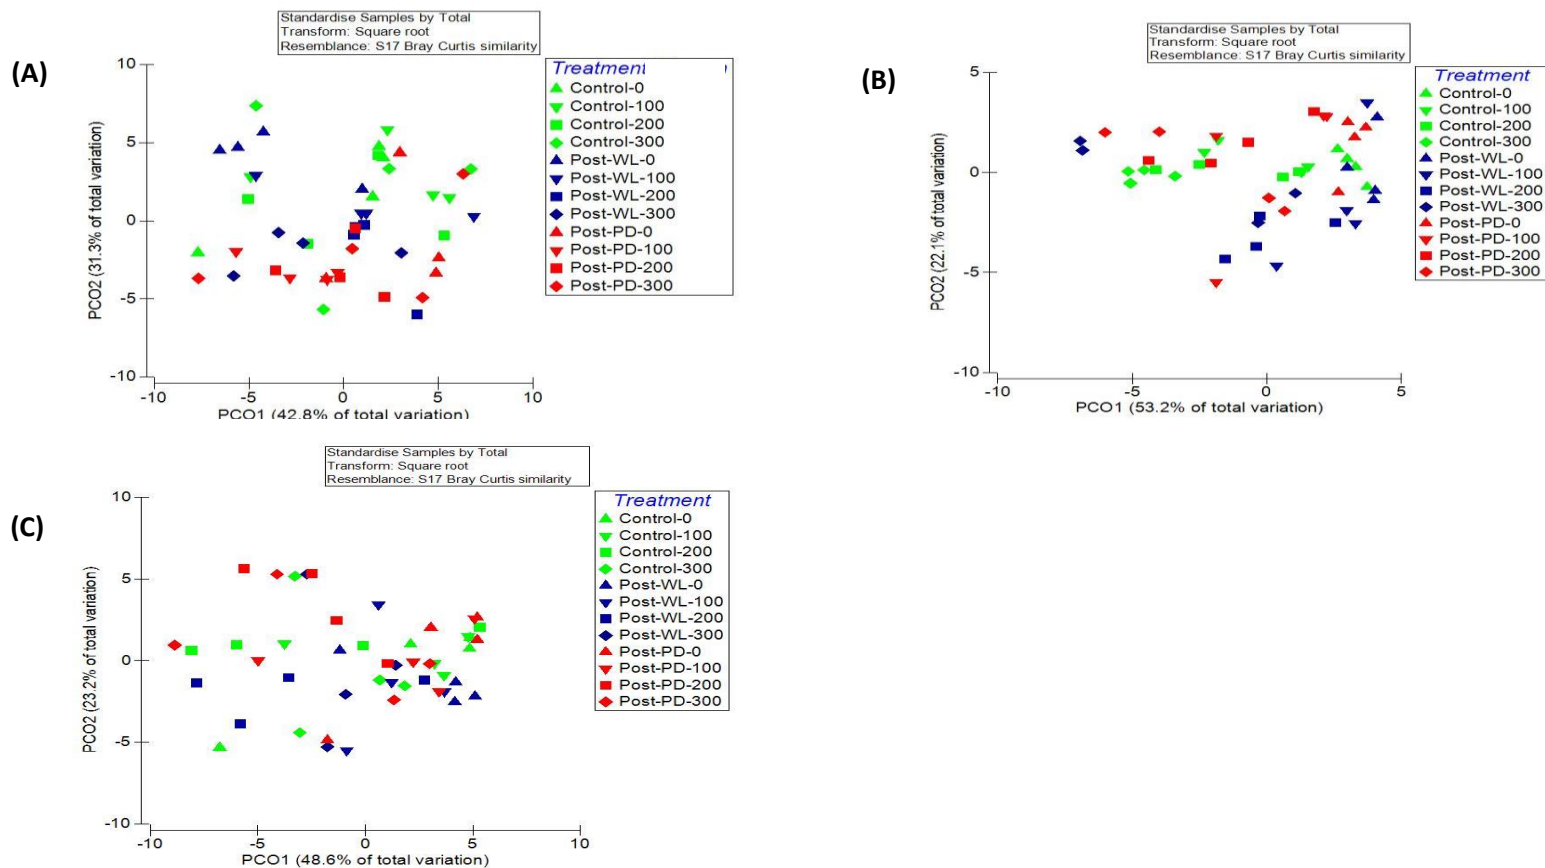 (A)
Standardise Samples by Total
Transform: Square root
Resemblance: S17 Bray Curtis similarity
Treatment
Control-0
Control-100
Control-200
Control-300
Post-WL-0
Post-WL-100
Post-WL-200
Post-WL-300
Post-PD-0
Post-PD-100
Post-PD-200
Post-PD-300
PCO2 (31.3% of total variation)
10
5
0
-5
-10
-10
-5
0
5
10
PCO1 (42.8% of total variation)
(B)
Standardise Samples by Total
Transform: Square root
Resemblance: S17 Bray Curtis similarity
Treatment
Control-0
Control-100
Control-200
Control-300
Post-WL-0
Post-WL-100
Post-WL-200
Post-WL-300
Post-PD-0
Post-PD-100
Post-PD-200
Post-PD-300
PCO2 (22.1% of total variation)
5
0
-5
-10
-10
-5
0
5
PCO1 (53.2% of total variation)
(C)
Standardise Samples by Total
Transform: Square root
Resemblance: S17 Bray Curtis similarity
Treatment
Control-0
Control-100
Control-200
Control-300
Post-WL-0
Post-WL-100
Post-WL-200
Post-WL-300
Post-PD-0
Post-PD-100
Post-PD-200
Post-PD-300
PCO2 (23.2% of total variation)
10
5
0
-5
-10
-10
-5
0
5
10
PCO1 (48.6% of total variation)